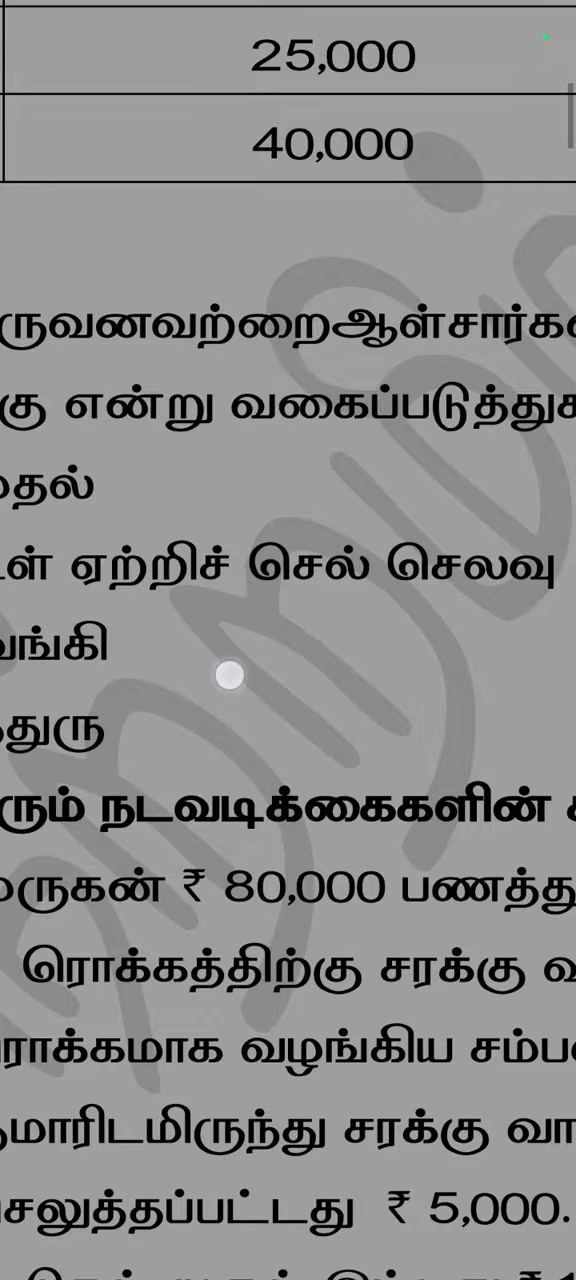 25,000
40,000
ருவனவற்றைஆள்சார்க
கு என்று வகைப்படுத்துக
தல்
ள் ஏற்றிச் செல் செலவு
வங்கி
துரு
ரும் நடவடிக்கைகளின்
முருகன் ₹ 80,000 பணத்து
ரொக்கத்திற்கு சரக்கு வ
ராக்கமாக வழங்கிய சம்ப
குமாரிடமிருந்து சரக்கு வா
செலுத்தப்பட்டது ₹ 5,000.